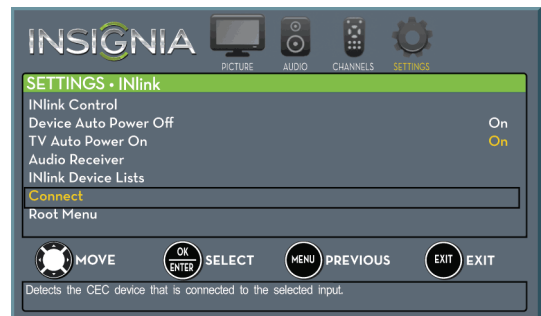 INSIGNIA
PICTURE AUDIO CHANNELS SETTINGS
SETTINGS • INlink
INlink Control
Device Auto Power Off On
TV Auto Power On On
Audio Receiver
INlink Device Lists
Connect
Root Menu
MOVE OK ENTER SELECT MENU PREVIOUS EXIT EXIT
Detects the CEC device that is connected to the selected input.